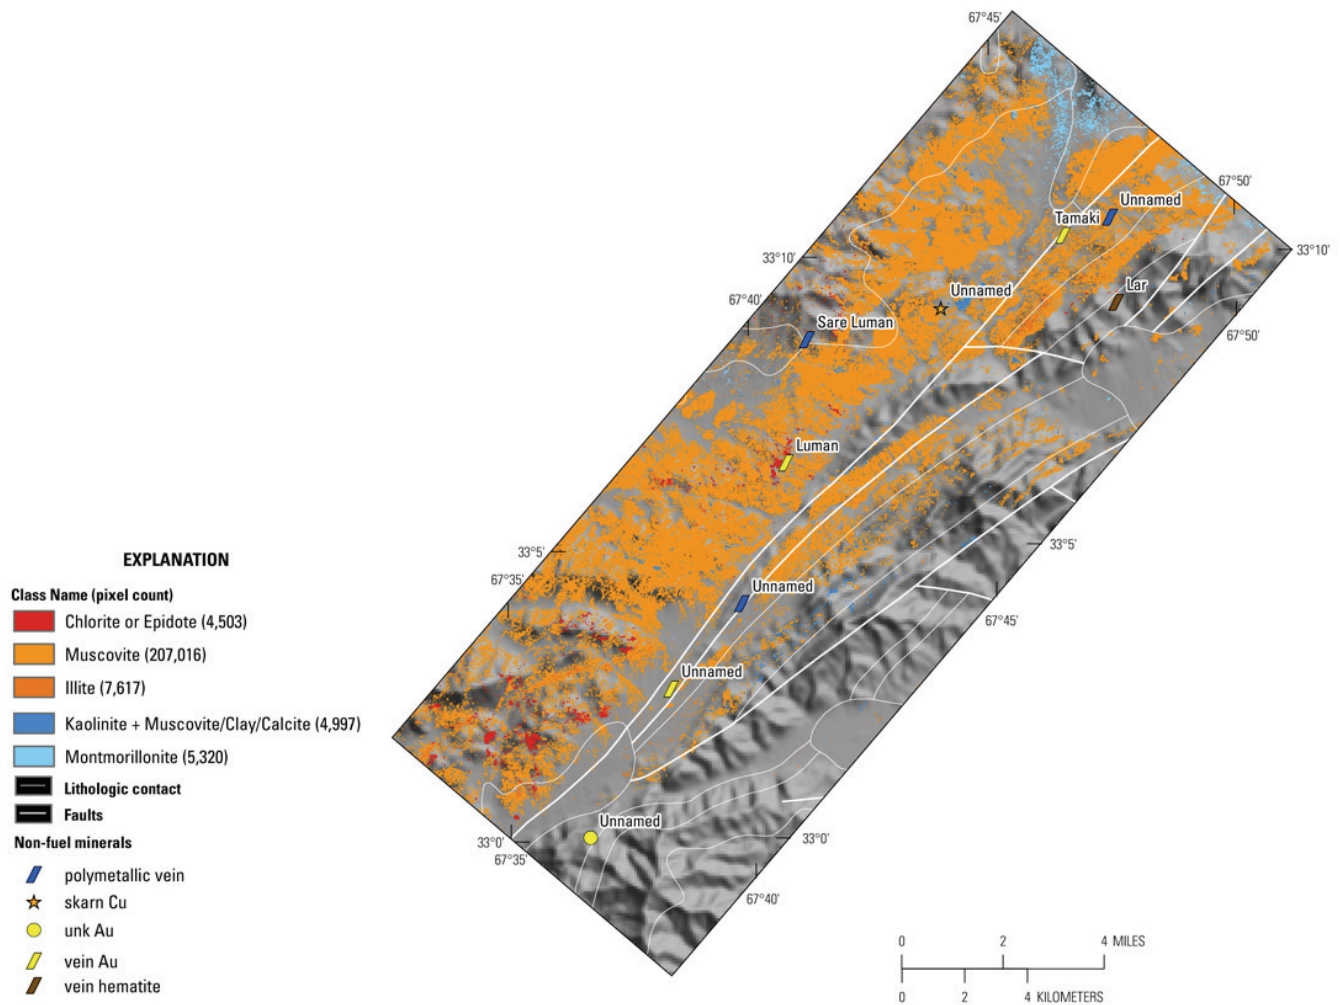 67°45'
67°50'
Unnamed
Tamaki
33°10'
33°10'
Lar
Unnamed
67°40'
Sare Luman
67°50'
Luman
33°5'
33°5'
67°35'
Unnamed
67°45'
Unnamed
Unnamed
33°0'
33°0'
67°35'
67°40'
EXPLANATION
Class Name (pixel count)
Chlorite or Epidote (4,503)
Muscovite (207,016)
Illite (7,617)
Kaolinite + Muscovite/Clay/Calcite (4,997)
Montmorillonite (5,320)
Lithologic contact
Faults
Non-fuel minerals
polymetallic vein
skarn Cu
unk Au
vein Au
vein hematite
0 2 4 MILES
0 2 4 KILOMETERS